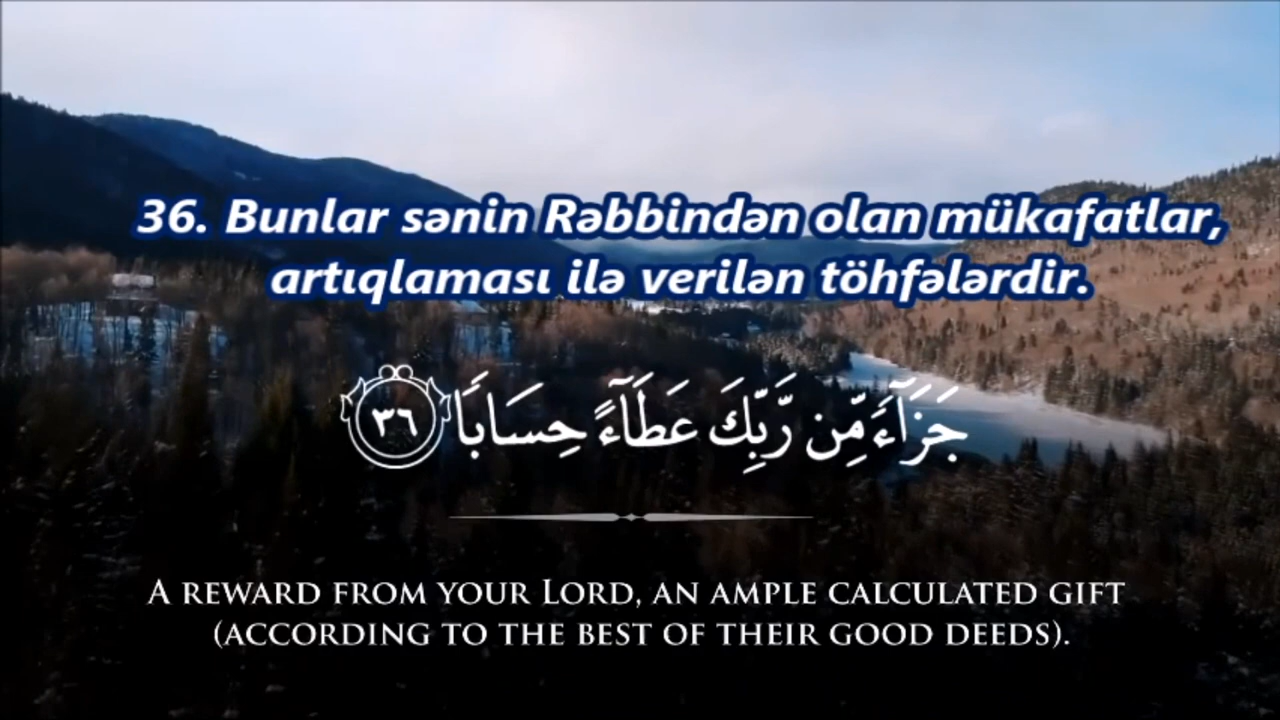 36. Bunlar sənin Rəbbindən olan mükafatlar,
artıqlaması ilə verilən töhfələrdir.
جَزَآءً مِّن رَّبِّكَ عَطَآءً حِسَابًا ٣٦
A REWARD FROM YOUR LORD, AN AMPLE CALCULATED GIFT
(ACCORDING TO THE BEST OF THEIR GOOD DEEDS).